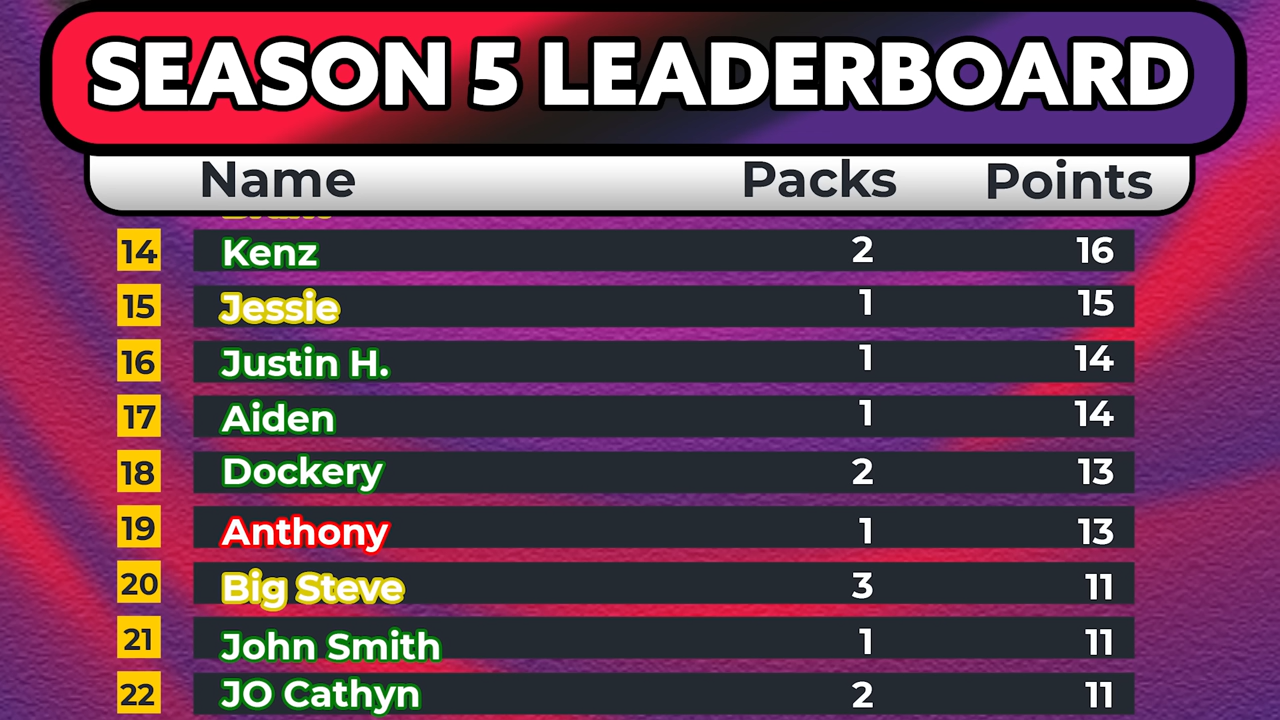 SEASON 5 LEADERBOARD
Name Packs Points
14 Kenz 2 16
15 Jessie 1 15
16 Justin H. 1 14
17 Aiden 1 14
18 Dockery 2 13
19 Anthony 1 13
20 Big Steve 3 11
21 John Smith 1 11
22 JO Cathyn 2 11